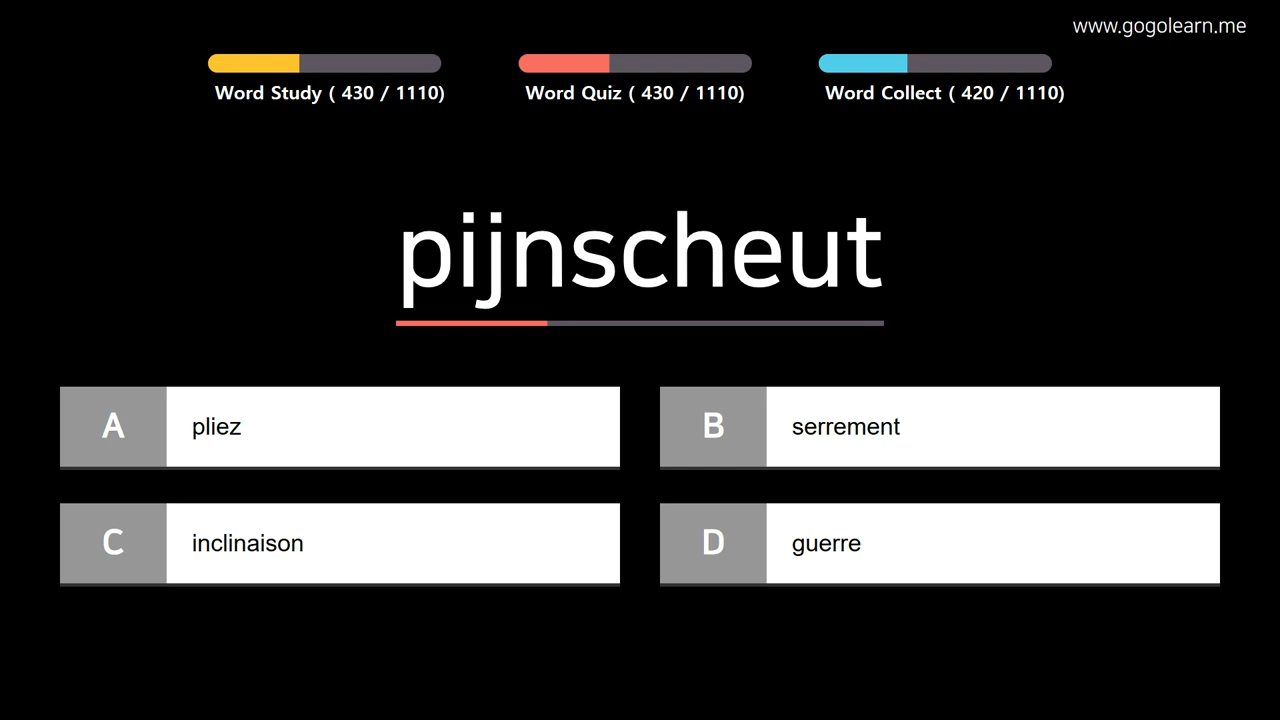 www.gogolearn.me
Word Study ( 430 / 1110)
Word Quiz ( 430 / 1110)
Word Collect ( 420 / 1110)
pijnscheut
A pliez
B serrement
C inclinaison
D guerre